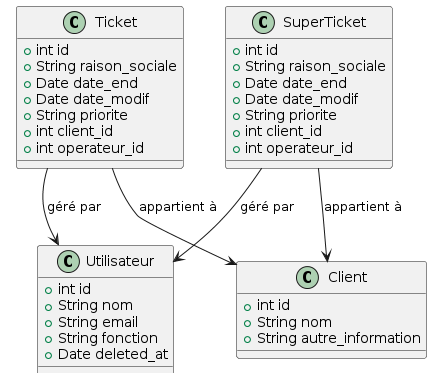 C Ticket
int id
String raison_sociale
Date date_end
Date date_modif
String priorite
int client_id
int operateur_id
C SuperTicket
int id
String raison_sociale
Date date_end
Date date_modif
String priorite
int client_id
int operateur_id
géré par
appartient à
géré par
appartient à
C Utilisateur
int id
String nom
String email
String fonction
Date deleted_at
C Client
int id
String nom
String autre_information